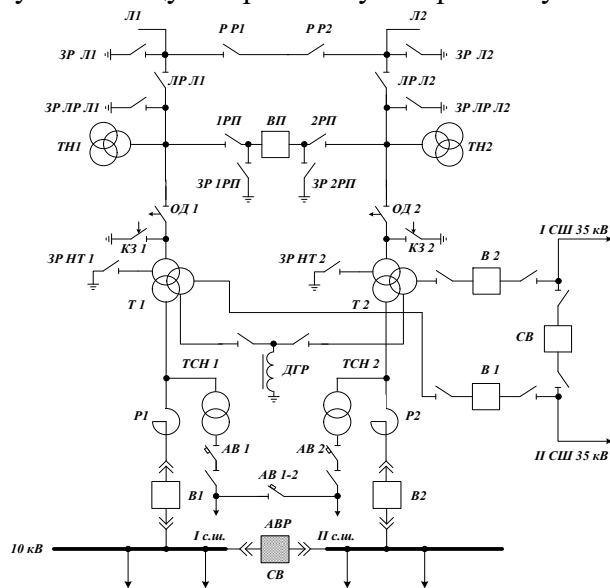 Л1 Л2
Р Р1 Р Р2
ЗР Л1 ЗР Л2
ЛР Л1 ЛР Л2
ЗР ЛР Л1 ЗР ЛР Л2
1РП ВП 2РП
ТН1 ТН2
ЗР 1РП ЗР 2РП
ОД 1 ОД 2
I СШ 35 кВ
КЗ 1 КЗ 2
ЗР НТ 1 ЗР НТ 2
В 2
Т 1 Т 2
СВ
ТСН 1 ДГР ТСН 2
В 1
Р1 Р2
АВ 1 АВ 2
II СШ 35 кВ
АВ 1-2
В1 В2
I с.ш. АВР II с.ш.
10 кВ
СВ